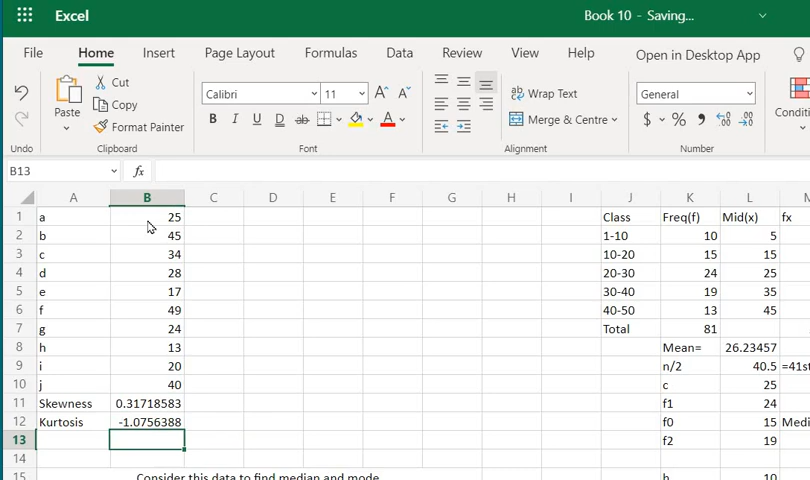 Excel Book 10 - Saving...
File Home Insert Page Layout Formulas Data Review View Help Open in Desktop App
Paste Cut Calibri 11 A^ Aˇ Wrap Text General
Copy B I U D ab A Merge & Centre $ % 9 .00 .00
Format Painter
Undo Clipboard Font Alignment Number
B13 fx
A B C D E F G H I J K L
1 a 25 Class Freq(f) Mid(x) fx
2 b 45 1-10 10 5
3 c 34 10-20 15 15
4 d 28 20-30 24 25
5 e 17 30-40 19 35
6 f 49 40-50 13 45
7 g 24 Total 81
8 h 13 Mean= 26.23457
9 i 20 n/2 40.5 =41st
10 j 40 c 25
11 Skewness 0.31718583 f1 24
12 Kurtosis -1.0756388 f0 15
13 f2 19
14
15 Consider this data to find median and mode h 10